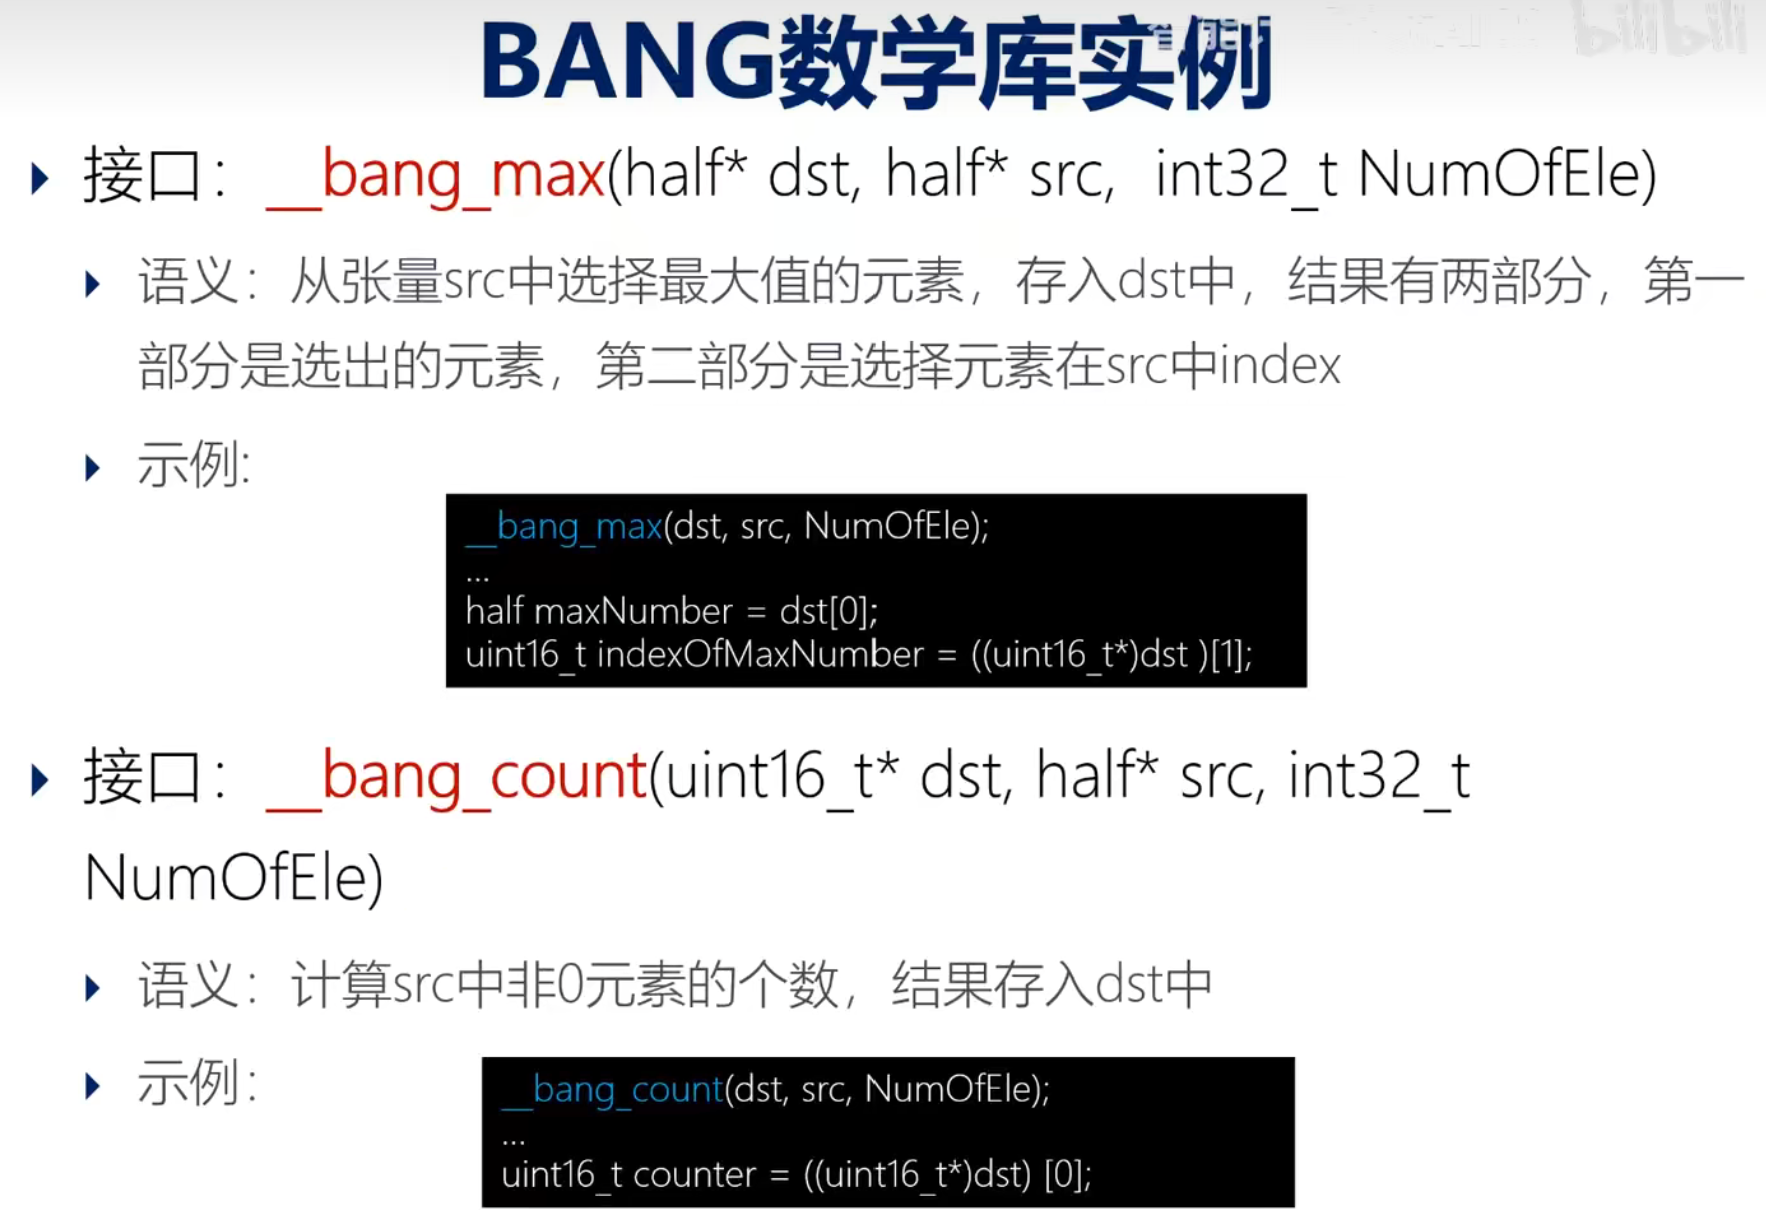 BANG数学库实例
bilibili
接口：__bang_max(half* dst, half* src, int32_t NumOfEle)
语义：从张量src中选择最大值的元素，存入dst中，结果有两部分，第一
部分是选出的元素，第二部分是选择元素在src中index
示例:
__bang_max(dst, src, NumOfEle);
...
half maxNumber = dst[0];
uint16_t indexOfMaxNumber = ((uint16_t*)dst )[1];
接口：__bang_count(uint16_t* dst, half* src, int32_t
NumOfEle)
语义：计算src中非0元素的个数，结果存入dst中
示例：
__bang_count(dst, src, NumOfEle);
...
uint16_t counter = ((uint16_t*)dst) [0];